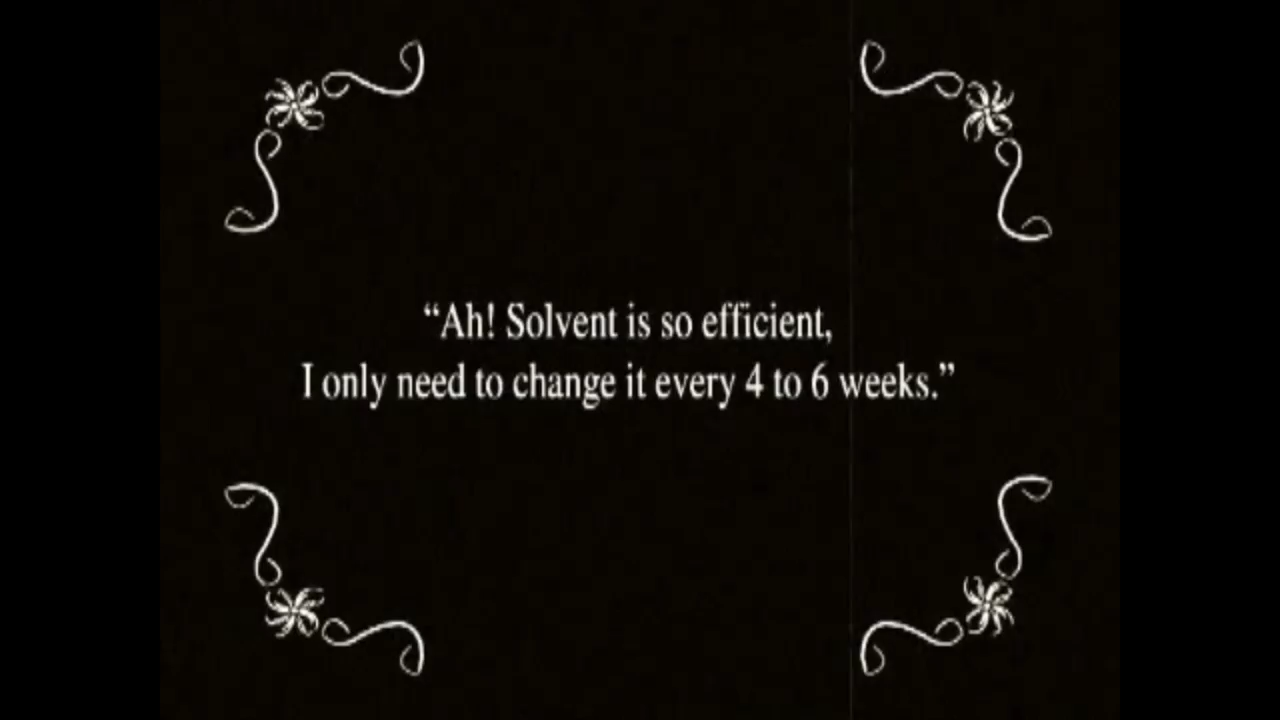 “Ah! Solvent is so efficient,
I only need to change it every 4 to 6 weeks.”